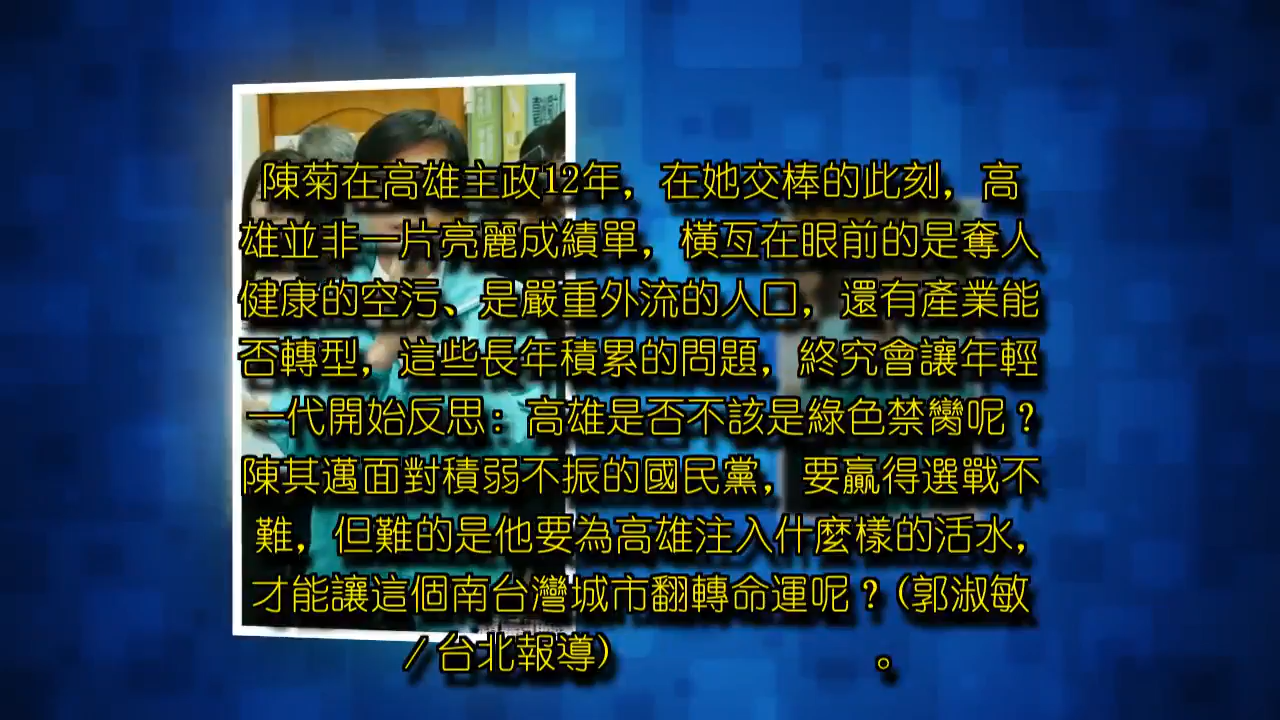 陳菊在高雄主政12年，在她交棒的此刻，高
雄並非一片亮麗成績單，橫亙在眼前的是奪人
健康的空污、是嚴重外流的人口，還有產業能
否轉型，這些長年積累的問題，終究會讓年輕
一代開始反思：高雄是否不該是綠色禁臠呢？
陳其邁面對積弱不振的國民黨，要贏得選戰不
難，但難的是他要為高雄注入什麼樣的活水，
才能讓這個南台灣城市翻轉命運呢？(郭淑敏
／台北報導)　　　　　　。